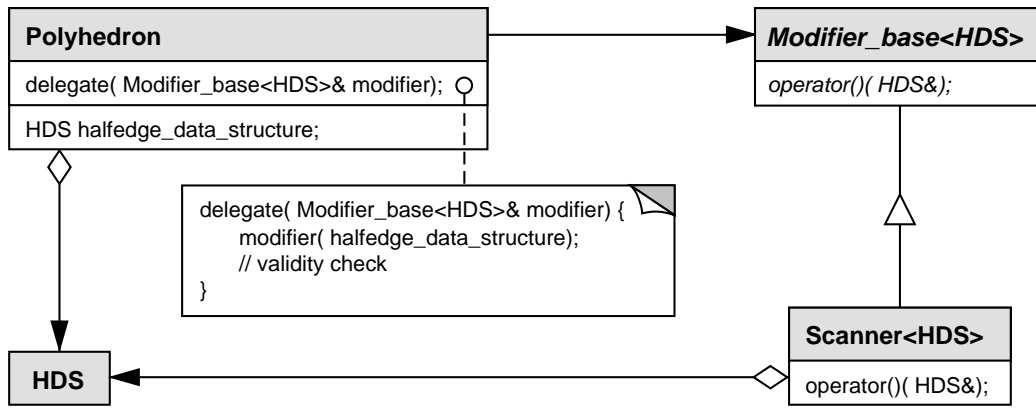 Polyhedron
delegate( Modifier_base<HDS>& modifier);
HDS halfedge_data_structure;
Modifier_base<HDS>
operator()( HDS&);
delegate( Modifier_base<HDS>& modifier) {
modifier( halfedge_data_structure);
// validity check
}
Scanner<HDS>
operator()( HDS&);
HDS